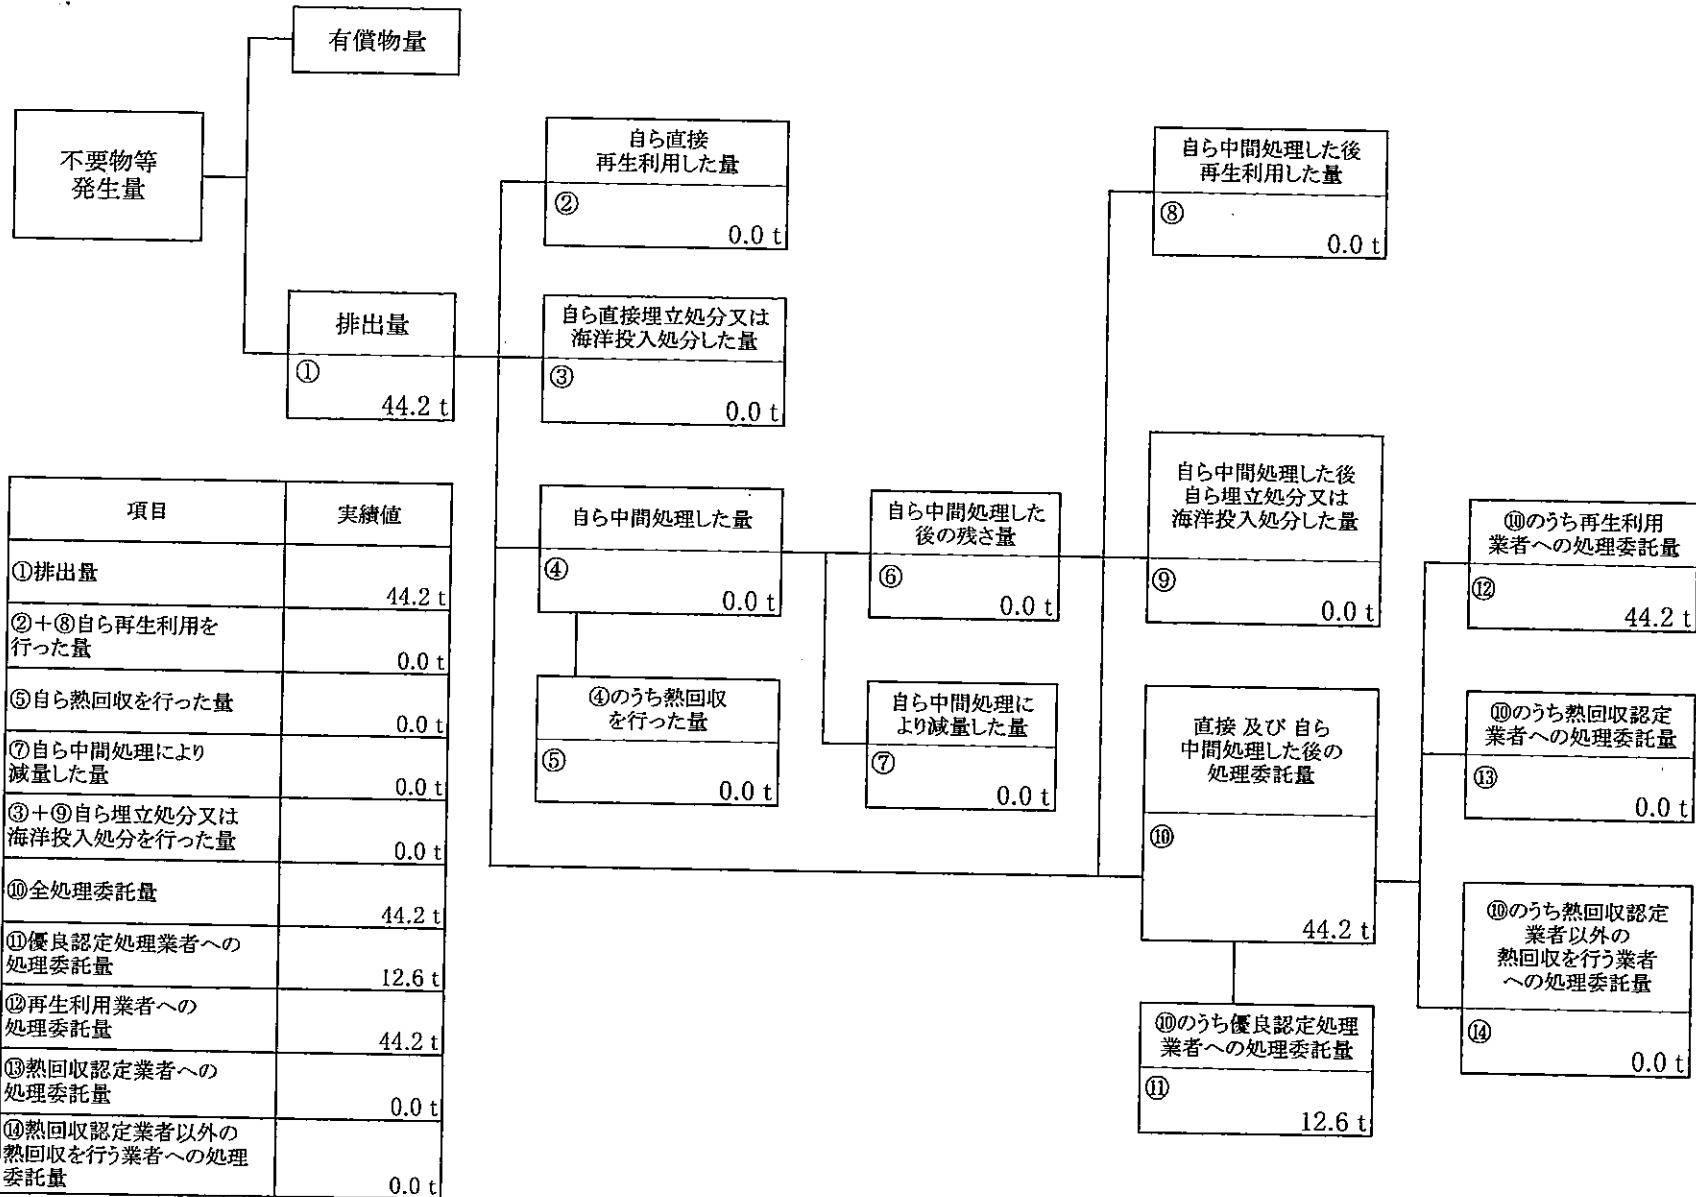 有償物量
不要物等
発生量
排出量
①
44.2 t
自ら直接
再生利用した量
②
0.0 t
自ら直接埋立処分又は
海洋投入処分した量
③
0.0 t
自ら中間処理した量
④
0.0 t
④のうち熱回収
を行った量
⑤
0.0 t
自ら中間処理した
後の残さ量
⑥
0.0 t
自ら中間処理に
より減量した量
⑦
0.0 t
自ら中間処理した後
再生利用した量
⑧
0.0 t
自ら中間処理した後
自ら埋立処分又は
海洋投入処分した量
⑨
0.0 t
直接 及び 自ら
中間処理した後の
処理委託量
⑩
44.2 t
⑩のうち優良認定処理
業者への処理委託量
⑪
12.6 t
⑩のうち再生利用
業者への処理委託量
⑫
44.2 t
⑩のうち熱回収認定
業者への処理委託量
⑬
0.0 t
⑩のうち熱回収認定
業者以外の
熱回収を行う業者
への処理委託量
⑭
0.0 t
項目 実績値
①排出量
44.2 t
②+⑧自ら再生利用を
行った量
0.0 t
⑤自ら熱回収を行った量
0.0 t
⑦自ら中間処理により
減量した量
0.0 t
③+⑨自ら埋立処分又は
海洋投入処分を行った量
0.0 t
⑩全処理委託量
44.2 t
⑪優良認定処理業者への
処理委託量
12.6 t
⑫再生利用業者への
処理委託量
44.2 t
⑬熱回収認定業者への
処理委託量
0.0 t
⑭熱回収認定業者以外の
熱回収を行う業者への処理
委託量
0.0 t